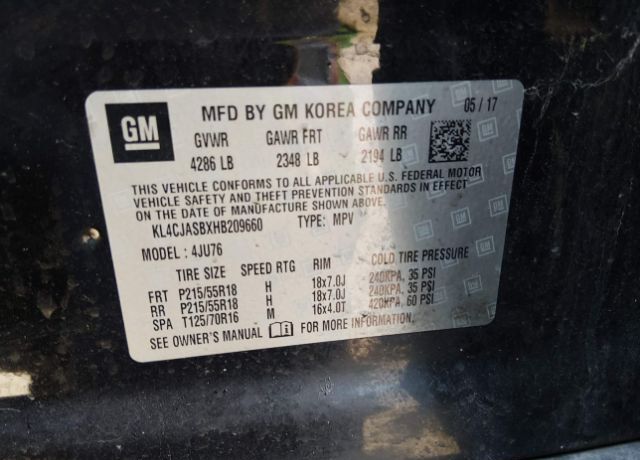 GM
MFD BY GM KOREA COMPANY 05 / 17
GVWR GAWR FRT GAWR RR
4286 LB 2348 LB 2194 LB
THIS VEHICLE CONFORMS TO ALL APPLICABLE U.S. FEDERAL MOTOR
VEHICLE SAFETY AND THEFT PREVENTION STANDARDS IN EFFECT
ON THE DATE OF MANUFACTURE SHOWN ABOVE.
KL4CJASBXHB209660 TYPE: MPV
MODEL: 4JU76
TIRE SIZE SPEED RTG RIM COLD TIRE PRESSURE
FRT P215/55R18 H 18x7.0J 240KPA, 35 PSI
RR P215/55R18 H 18x7.0J 240KPA, 35 PSI
SPA T125/70R16 M 16x4.0T 420KPA, 60 PSI
SEE OWNER'S MANUAL FOR MORE INFORMATION.